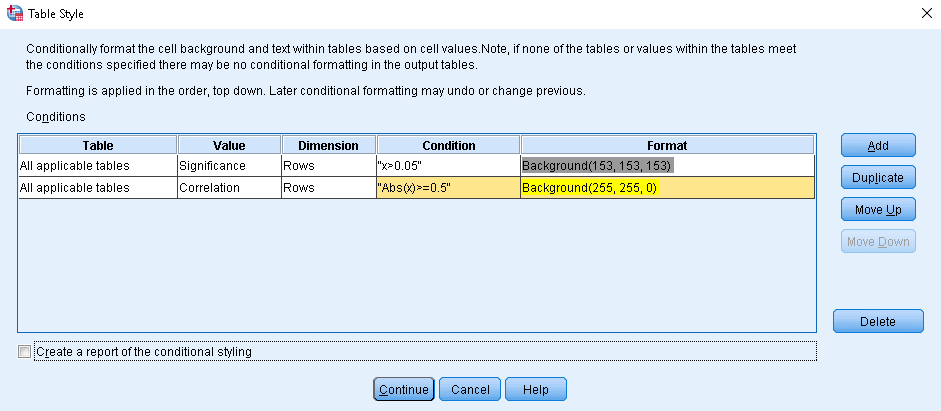 Table Style
Conditionally format the cell background and text within tables based on cell values.Note, if none of the tables or values within the tables meet
the conditions specified there may be no conditional formatting in the output tables.
Formatting is applied in the order, top down. Later conditional formatting may undo or change previous.
Conditions
Table Value Dimension Condition Format
All applicable tables Significance Rows "x>0.05" Background(153, 153, 153)
All applicable tables Correlation Rows "Abs(x)>=0.5" Background(255, 255, 0)
Add
Duplicate
Move Up
Move Down
Delete
Create a report of the conditional styling
Continue Cancel Help